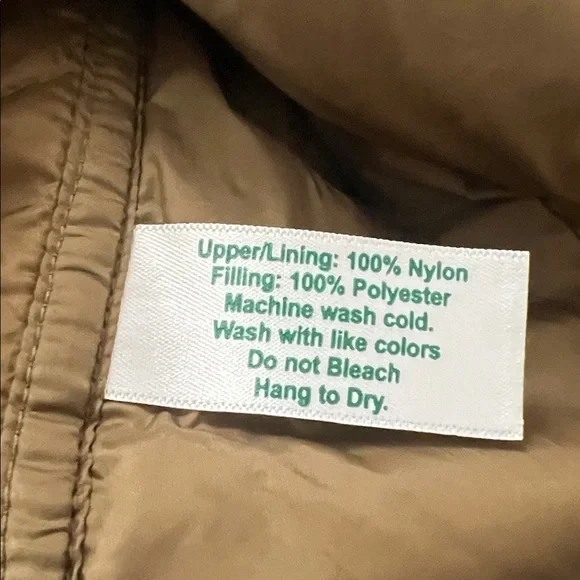 Upper/Lining: 100% Nylon
Filling: 100% Polyester
Machine wash cold.
Wash with like colors
Do not Bleach
Hang to Dry.